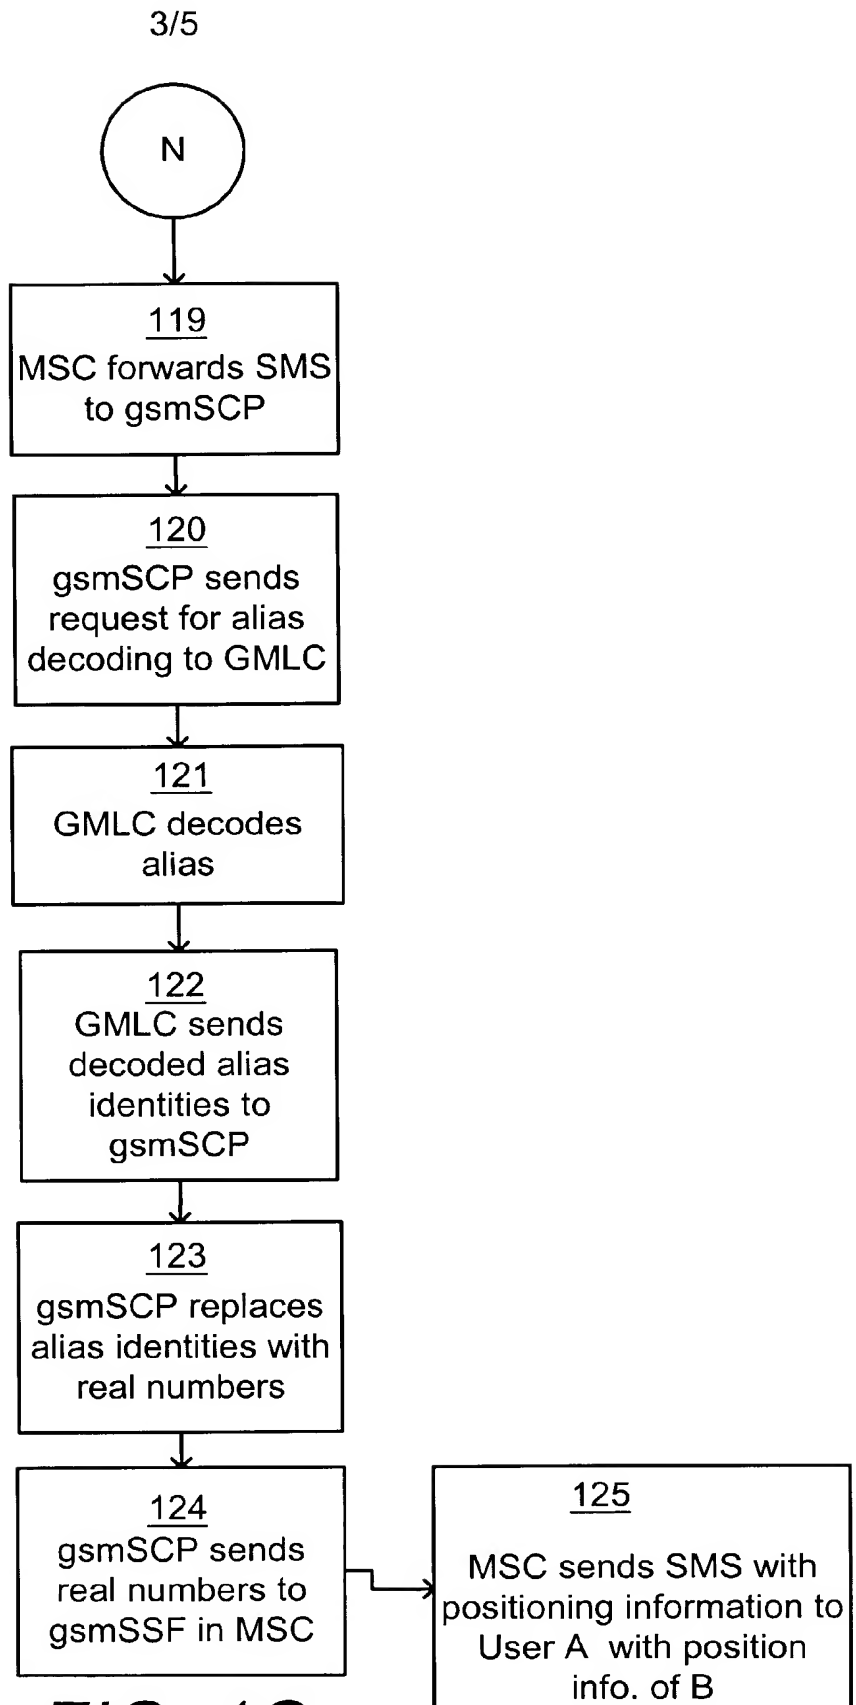 3/5
N
119
MSC forwards SMS
to gsmSCP
120
gsmSCP sends
request for alias
decoding to GMLC
121
GMLC decodes
alias
122
GMLC sends
decoded alias
identities to
gsmSCP
123
gsmSCP replaces
alias identities with
real numbers
124
gsmSCP sends
real numbers to
gsmSSF in MSC
125
MSC sends SMS with
positioning information to
User A with position
info. of B